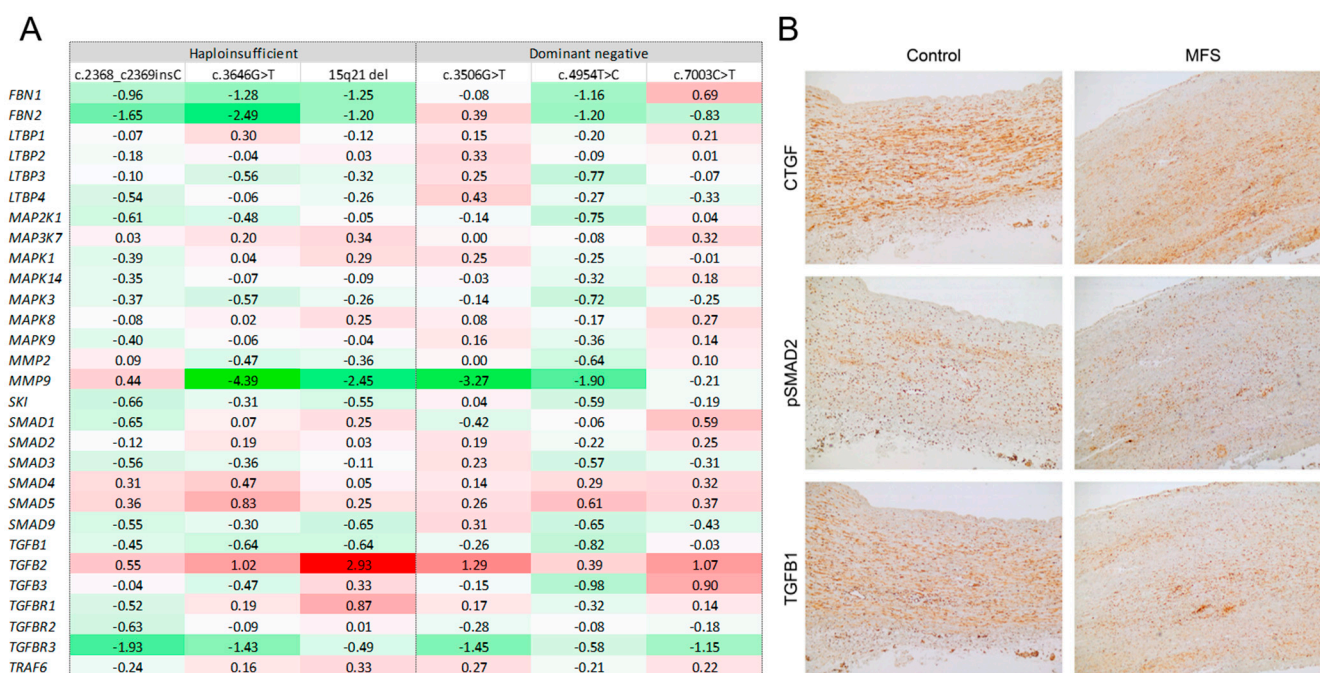 A
Haploinsufficient Dominant negative
c.2368_c2369insC c.3646G>T 15q21 del c.3506G>T c.4954T>C c.7003C>T
FBN1 -0.96 -1.28 -1.25 -0.08 -1.16 0.69
FBN2 -1.65 -2.49 -1.20 0.39 -1.20 -0.83
LTBP1 -0.07 0.30 -0.12 0.15 -0.20 0.21
LTBP2 -0.18 -0.04 0.03 0.33 -0.09 0.01
LTBP3 -0.10 -0.56 -0.32 0.25 -0.77 -0.07
LTBP4 -0.54 -0.06 -0.26 0.43 -0.27 -0.33
MAP2K1 -0.61 -0.48 -0.05 -0.14 -0.75 0.04
MAP3K7 0.03 0.20 0.34 0.00 -0.08 0.32
MAPK1 -0.39 0.04 0.29 0.25 -0.25 -0.01
MAPK14 -0.35 -0.07 -0.09 -0.03 -0.32 0.18
MAPK3 -0.37 -0.57 -0.26 -0.14 -0.72 -0.25
MAPK8 -0.08 0.02 0.25 0.08 -0.17 0.27
MAPK9 -0.40 -0.06 -0.04 0.16 -0.36 0.14
MMP2 0.09 -0.47 -0.36 0.00 -0.64 0.10
MMP9 0.44 -4.39 -2.45 -3.27 -1.90 -0.21
SKI -0.66 -0.31 -0.55 0.04 -0.59 -0.19
SMAD1 -0.65 0.07 0.25 -0.42 -0.06 0.59
SMAD2 -0.12 0.19 0.03 0.19 -0.22 0.25
SMAD3 -0.56 -0.36 -0.11 0.23 -0.57 -0.31
SMAD4 0.31 0.47 0.05 0.14 0.29 0.32
SMAD5 0.36 0.83 0.25 0.26 0.61 0.37
SMAD9 -0.55 -0.30 -0.65 0.31 -0.65 -0.43
TGFB1 -0.45 -0.64 -0.64 -0.26 -0.82 -0.03
TGFB2 0.55 1.02 2.93 1.29 0.39 1.07
TGFB3 -0.04 -0.47 0.33 -0.15 -0.98 0.90
TGFBR1 -0.52 0.19 0.87 0.17 -0.32 0.14
TGFBR2 -0.63 -0.09 0.01 -0.28 -0.08 -0.18
TGFBR3 -1.93 -1.43 -0.49 -1.45 -0.58 -1.15
TRAF6 -0.24 0.16 0.33 0.27 -0.21 0.22
B
Control MFS
CTGF
pSMAD2
TGFB1